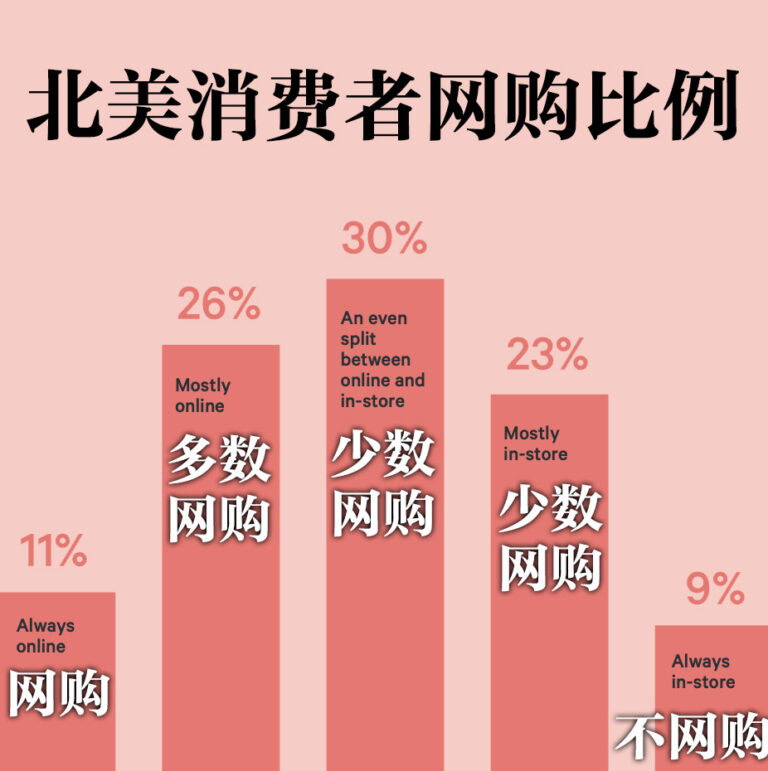 北美消费者网购比例
11%
Always
online
网购
26%
Mostly
online
多数
网购
30%
An even
split
between
online and
in-store
少数
网购
23%
Mostly
in-store
少数
网购
9%
Always
in-store
不网购